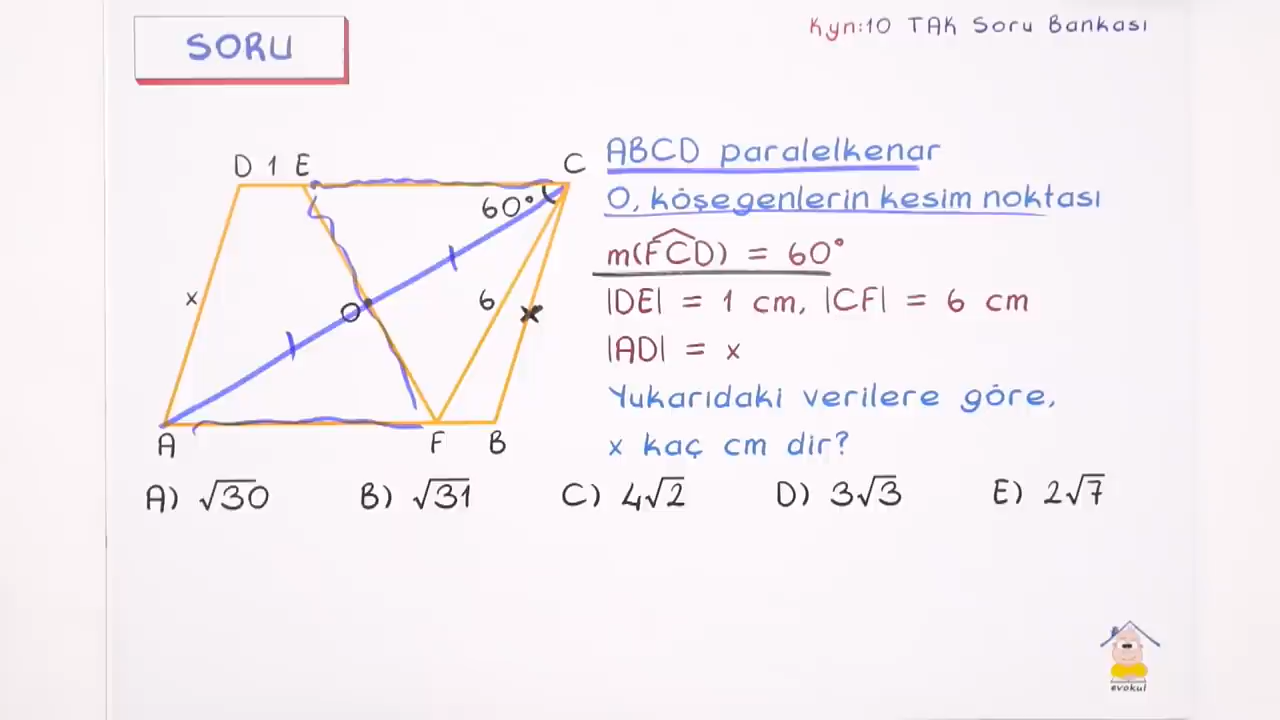 Kyn:10 TAK Soru Bankası
SORU
D 1 E C
60°
x
O
6
x
A F B
ABCD paralelkenar
O, köşegenlerin kesim noktası
m(FCD) = 60°
|DE| = 1 cm, |CF| = 6 cm
|AD| = x
Yukarıdaki verilere göre,
x kaç cm dir?
A) √30 B) √31 C) 4√2 D) 3√3 E) 2√7
evokul